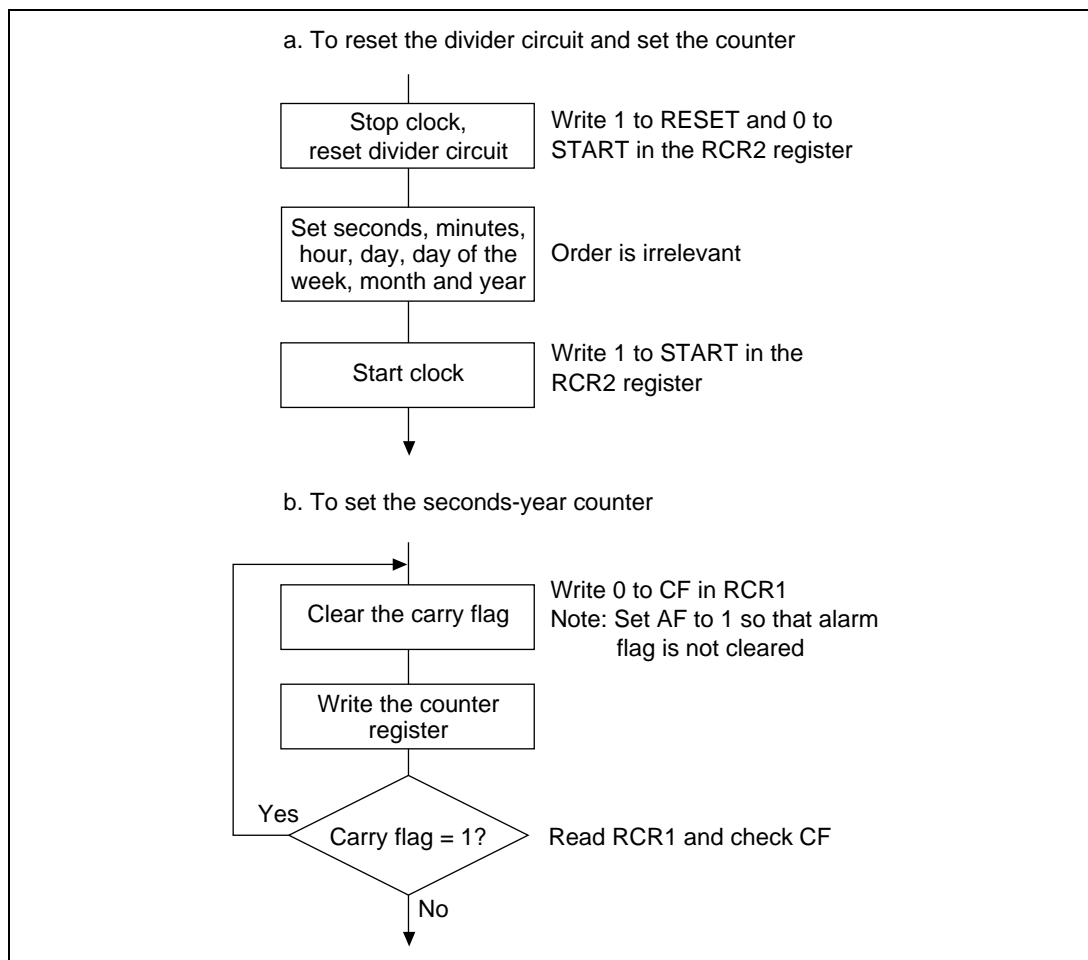 a. To reset the divider circuit and set the counter
Stop clock,
reset divider circuit
Write 1 to RESET and 0 to
START in the RCR2 register
Set seconds, minutes,
hour, day, day of the
week, month and year
Order is irrelevant
Start clock
Write 1 to START in the
RCR2 register
b. To set the seconds-year counter
Clear the carry flag
Write 0 to CF in RCR1
Note: Set AF to 1 so that alarm
flag is not cleared
Write the counter
register
Yes
Carry flag = 1?
Read RCR1 and check CF
No